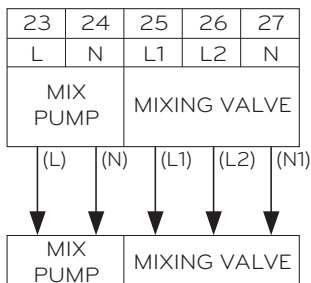 23 24 25 26 27
L N L1 L2 N
MIX PUMP MIXING VALVE
(L) (N) (L1) (L2) (N1)
MIX PUMP MIXING VALVE